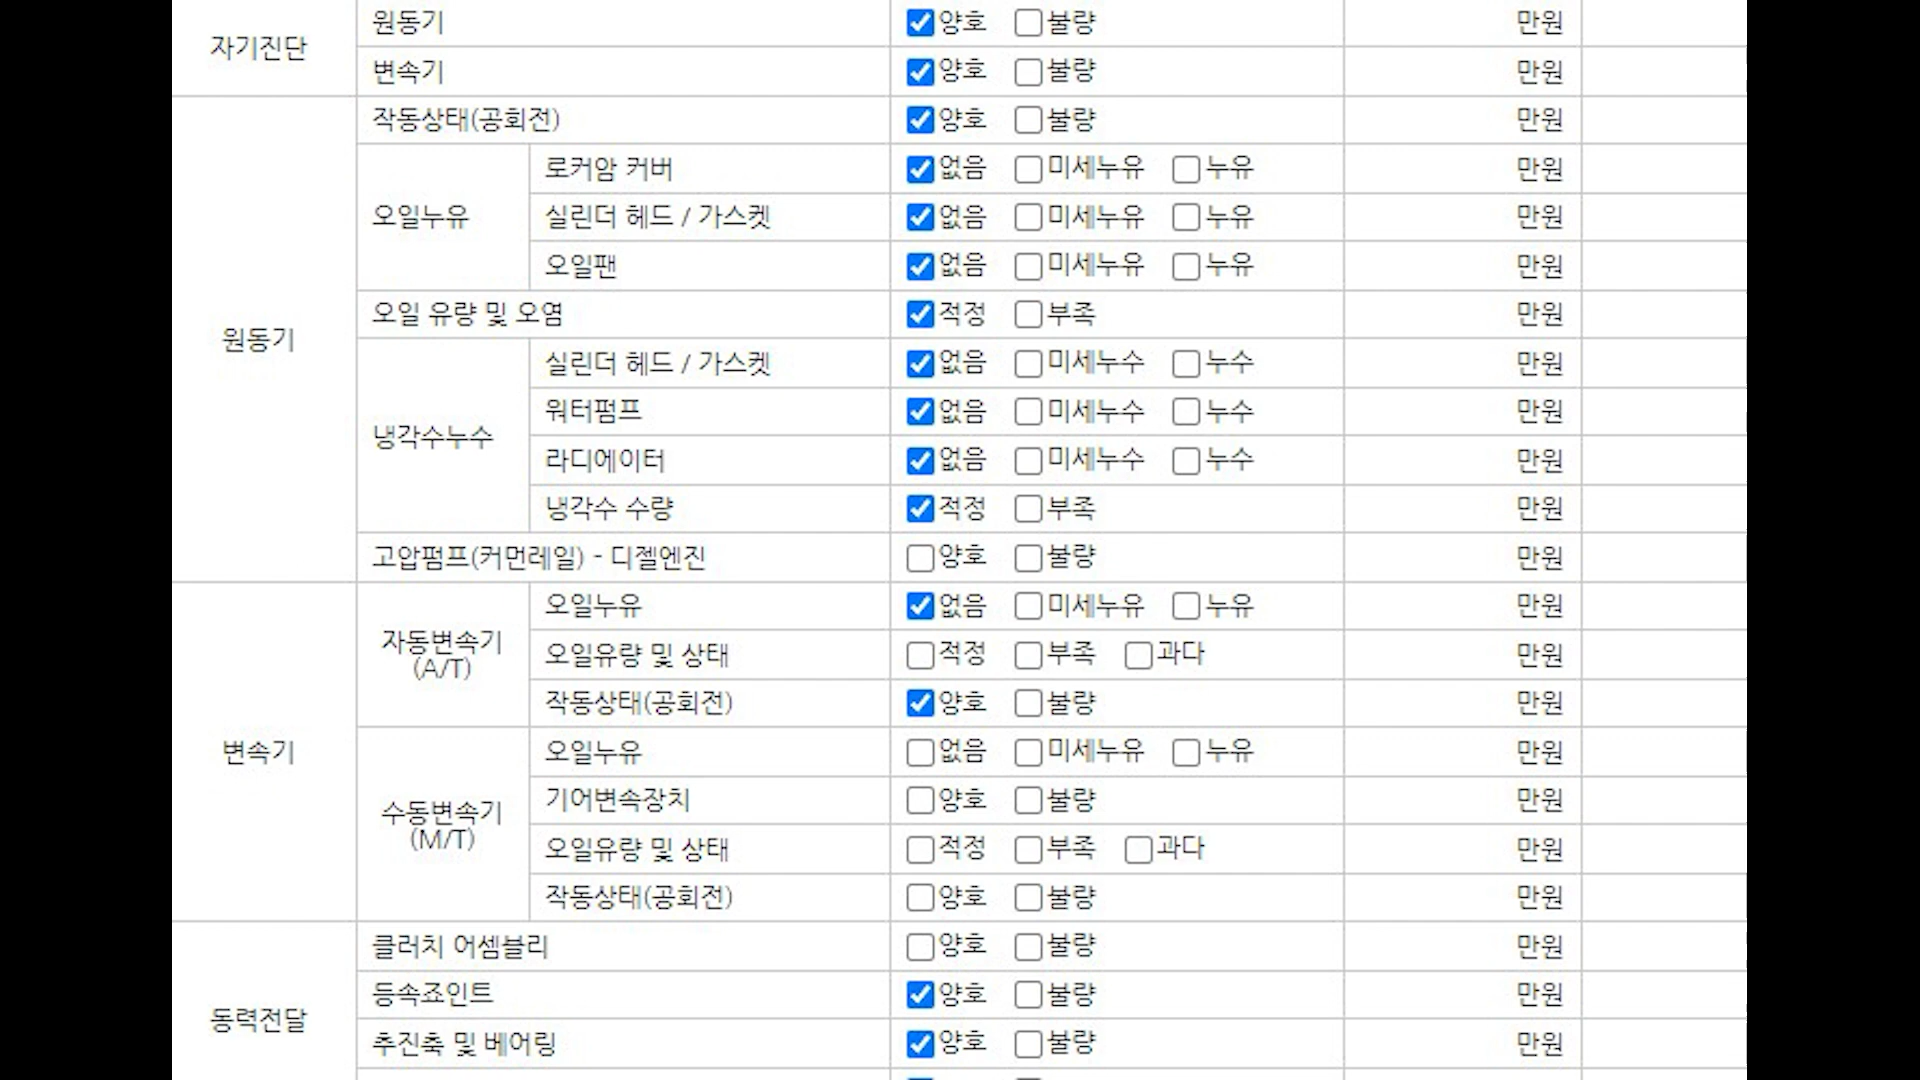 자기진단
원동기 양호 불량 만원
변속기 양호 불량 만원
원동기
작동상태(공회전) 양호 불량 만원
오일누유
로커암 커버 없음 미세누유 누유 만원
실린더 헤드 / 가스켓 없음 미세누유 누유 만원
오일팬 없음 미세누유 누유 만원
오일 유량 및 오염 적정 부족 만원
냉각수누수
실린더 헤드 / 가스켓 없음 미세누수 누수 만원
워터펌프 없음 미세누수 누수 만원
라디에이터 없음 미세누수 누수 만원
냉각수 수량 적정 부족 만원
고압펌프(커먼레일) - 디젤엔진 양호 불량 만원
변속기
자동변속기
(A/T)
오일누유 없음 미세누유 누유 만원
오일유량 및 상태 적정 부족 과다 만원
작동상태(공회전) 양호 불량 만원
수동변속기
(M/T)
오일누유 없음 미세누유 누유 만원
기어변속장치 양호 불량 만원
오일유량 및 상태 적정 부족 과다 만원
작동상태(공회전) 양호 불량 만원
동력전달
클러치 어셈블리 양호 불량 만원
등속죠인트 양호 불량 만원
추진축 및 베어링 양호 불량 만원